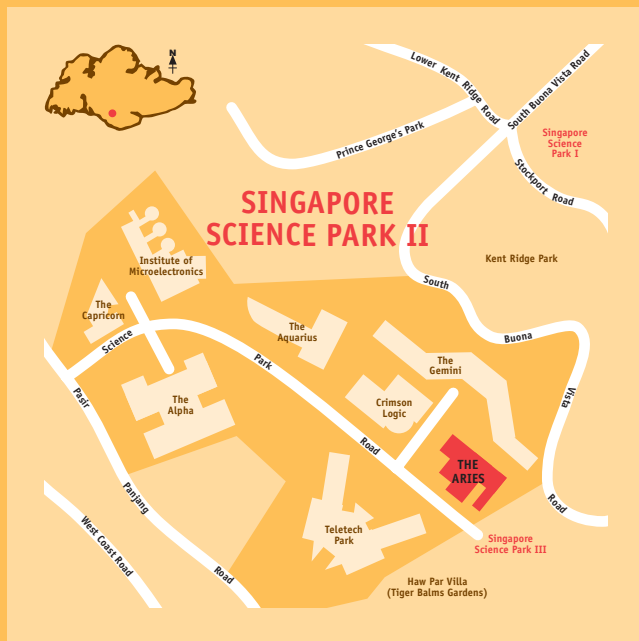 N
Lower Kent Ridge Road
South Buona Vista Road
Prince George's Park
Singapore
Science
Park I
Stockport Road
SINGAPORE
SCIENCE PARK II
Kent Ridge Park
Institute of
Microelectronics
South
Buona
Vista
Road
The
Capricorn
The
Aquarius
Science
Park
Road
The
Gemini
Crimson
Logic
The
Alpha
Pasir
Panjang
Road
THE
ARIES
West Coast Road
Teletech
Park
Singapore
Science Park III
Haw Par Villa
(Tiger Balms Gardens)